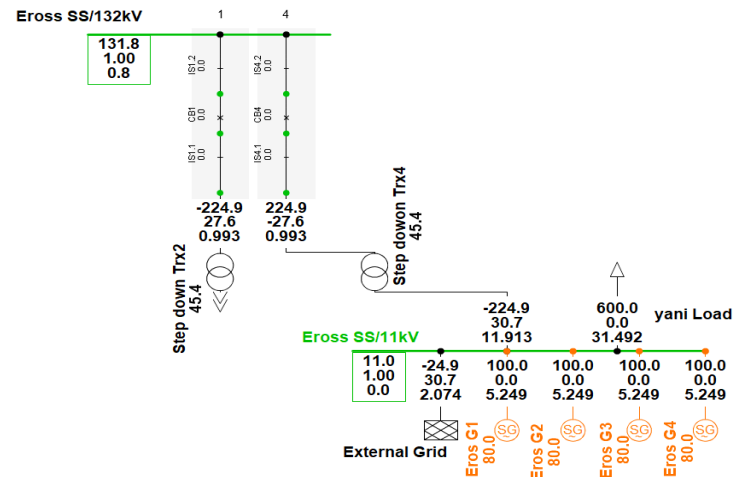 Eross SS/132kV
1
4
131.8
1.00
0.8
IS1.2
0.0
IS4.2
0.0
CB1
0.0
CB4
0.0
IS1.1
0.0
IS4.1
0.0
-224.9
27.6
0.993
224.9
-27.6
0.993
Step down Trx2
45.4
Step dowon Trx4
45.4
-224.9
30.7
11.913
600.0
0.0
31.492
yani Load
Eross SS/11kV
11.0
1.00
0.0
-24.9
30.7
2.074
100.0
0.0
5.249
100.0
0.0
5.249
100.0
0.0
5.249
100.0
0.0
5.249
External Grid
Eros G1
80.0
SG
Eros G2
80.0
SG
Eros G3
80.0
SG
Eros G4
80.0
SG